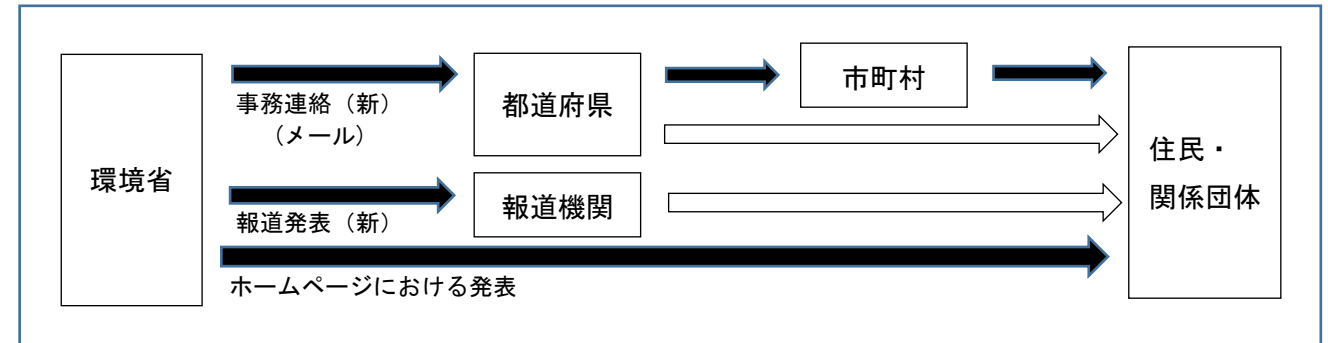 環境省
事務連絡（新）
（メール）
都道府県
市町村
住民・
関係団体
報道発表（新）
報道機関
ホームページにおける発表